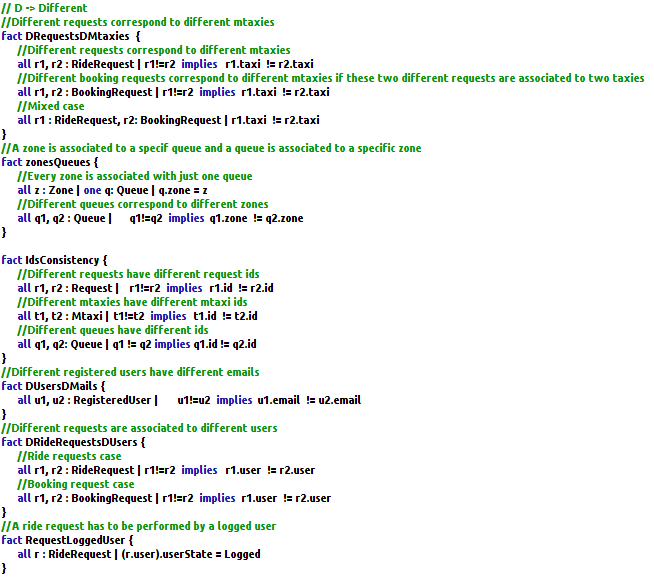 // D -> Different
//Different requests correspond to different mtaxies
fact DRequestsDMtaxies {
//Different requests correspond to different mtaxies
all r1, r2 : RideRequest | r1!=r2 implies r1.taxi != r2.taxi
//Different booking requests correspond to different mtaxies if these two different requests are associated to two taxies
all r1, r2 : BookingRequest | r1!=r2 implies r1.taxi != r2.taxi
//Mixed case
all r1 : RideRequest, r2: BookingRequest | r1.taxi != r2.taxi
}
//A zone is associated to a specif queue and a queue is associated to a specific zone
fact zonesQueues {
//Every zone is associated with just one queue
all z : Zone | one q: Queue | q.zone = z
//Different queues correspond to different zones
all q1, q2 : Queue | q1!=q2 implies q1.zone != q2.zone
}
fact IdsConsistency {
//Different requests have different request ids
all r1, r2 : Request | r1!=r2 implies r1.id != r2.id
//Different mtaxies have different mtaxi ids
all t1, t2 : Mtaxi | t1!=t2 implies t1.id != t2.id
//Different queues have different ids
all q1, q2: Queue | q1 != q2 implies q1.id != q2.id
}
//Different registered users have different emails
fact DUsersDMails {
all u1, u2 : RegisteredUser | u1!=u2 implies u1.email != u2.email
}
//Different requests are associated to different users
fact DRideRequestsDUsers {
//Ride requests case
all r1, r2 : RideRequest | r1!=r2 implies r1.user != r2.user
//Booking request case
all r1, r2 : BookingRequest | r1!=r2 implies r1.user != r2.user
}
//A ride request has to be performed by a logged user
fact RequestLoggedUser {
all r : RideRequest | (r.user).userState = Logged
}